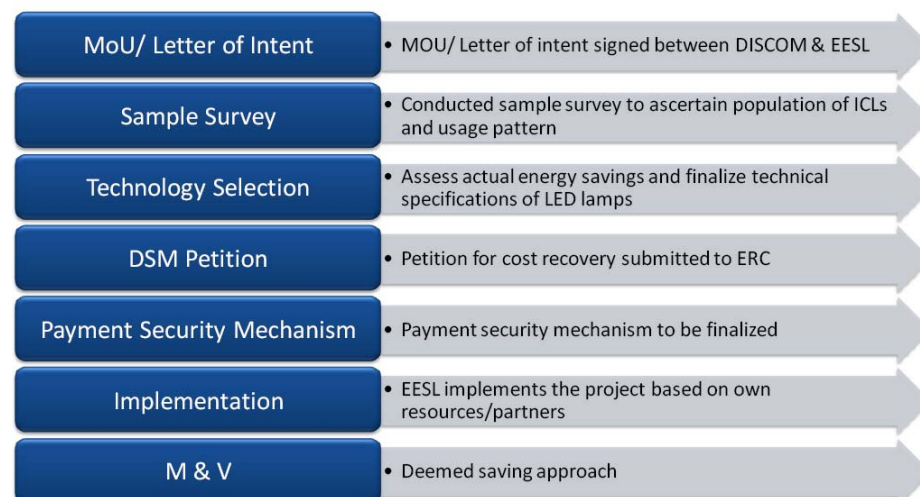 MoU/ Letter of Intent
• MOU/ Letter of intent signed between DISCOM & EESL
Sample Survey
• Conducted sample survey to ascertain population of ICLs
and usage pattern
Technology Selection
• Assess actual energy savings and finalize technical
specifications of LED lamps
DSM Petition
• Petition for cost recovery submitted to ERC
Payment Security Mechanism
• Payment security mechanism to be finalized
Implementation
• EESL implements the project based on own
resources/partners
M & V
• Deemed saving approach